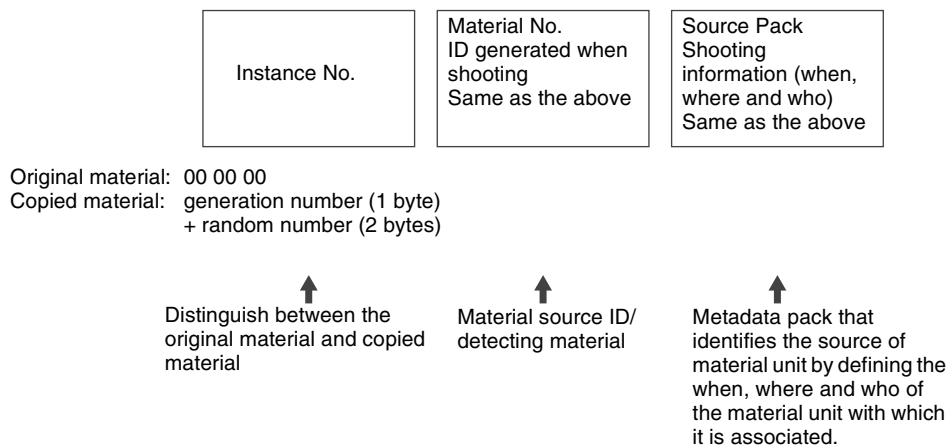 Instance No.
Material No.
ID generated when
shooting
Same as the above
Source Pack
Shooting
information (when,
where and who)
Same as the above
Original material: 00 00 00
Copied material: generation number (1 byte)
+ random number (2 bytes)
Distinguish between the
original material and copied
material
Material source ID/
detecting material
Metadata pack that
identifies the source of
material unit by defining the
when, where and who of
the material unit with which
it is associated.